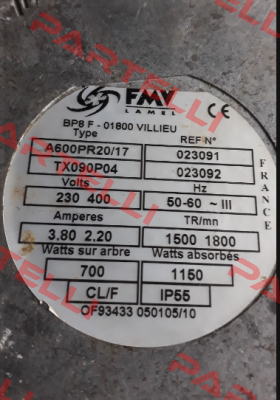 FMV
LAMEL
CE
BP8 F - 01800 VILLIEU
Type REF N°
A600PR20/17 023091
TX090P04 023092
Volts Hz
230 400 50-60 ~ III
Amperes TR/mn
3.80 2.20 1500 1800
Watts sur arbre Watts absorbés
700 1150
CL/F IP55
OF93433 050105/10
FRANCE
PARTELLI
PARTELLI
PARTELLI